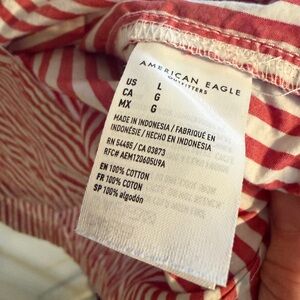 AMERICAN EAGLE
OUTFITTERS
US L
CA G
MX G
MADE IN INDONESIA / FABRIQUÉ EN
INDONÉSIE / HECHO EN INDONESIA
RN 54485 / CA 03873
RFC# AEM120605U9A
EN 100% COTTON
FR 100% COTON
SP 100% algodón